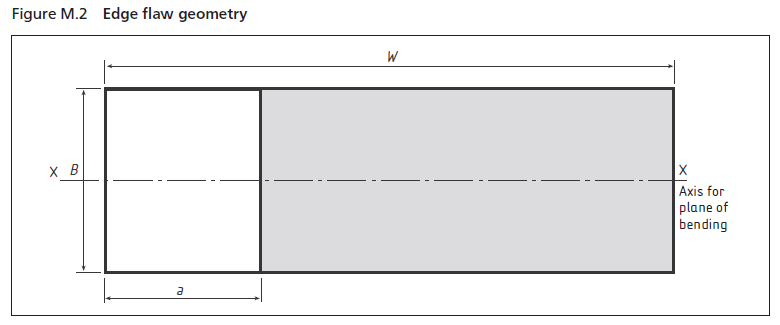 Figure M.2 Edge flaw geometry
W
X B
X
Axis for
plane of
bending
a